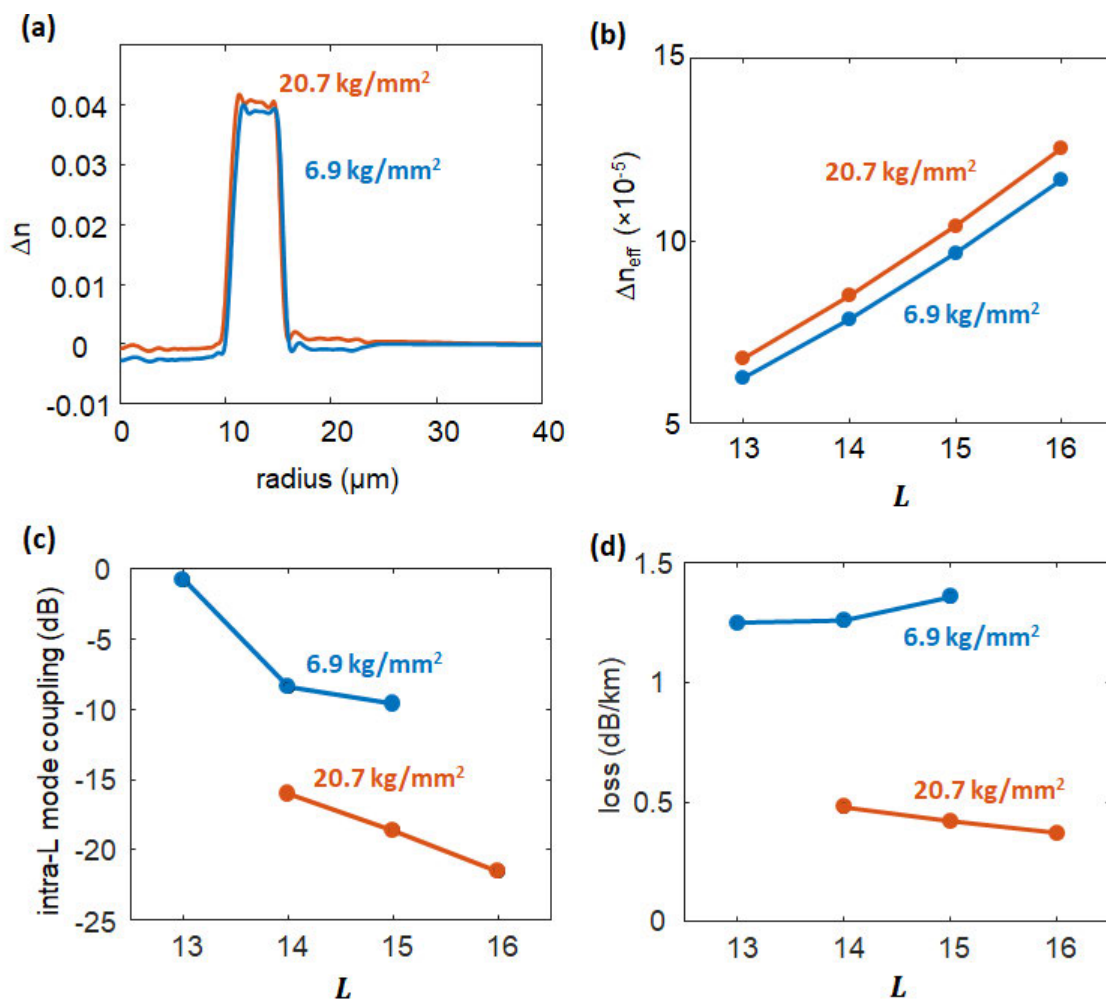 (a)
0.04
0.03
0.02
0.01
0
-0.01
Δn
0 10 20 30 40
radius (µm)
20.7 kg/mm²
6.9 kg/mm²
(b)
15
10
5
Δn_eff (×10⁻⁵)
13 14 15 16
L
20.7 kg/mm²
6.9 kg/mm²
(c)
0
-5
-10
-15
-20
-25
intra-L mode coupling (dB)
13 14 15 16
L
6.9 kg/mm²
20.7 kg/mm²
(d)
1.5
1
0.5
0
loss (dB/km)
13 14 15 16
L
6.9 kg/mm²
20.7 kg/mm²